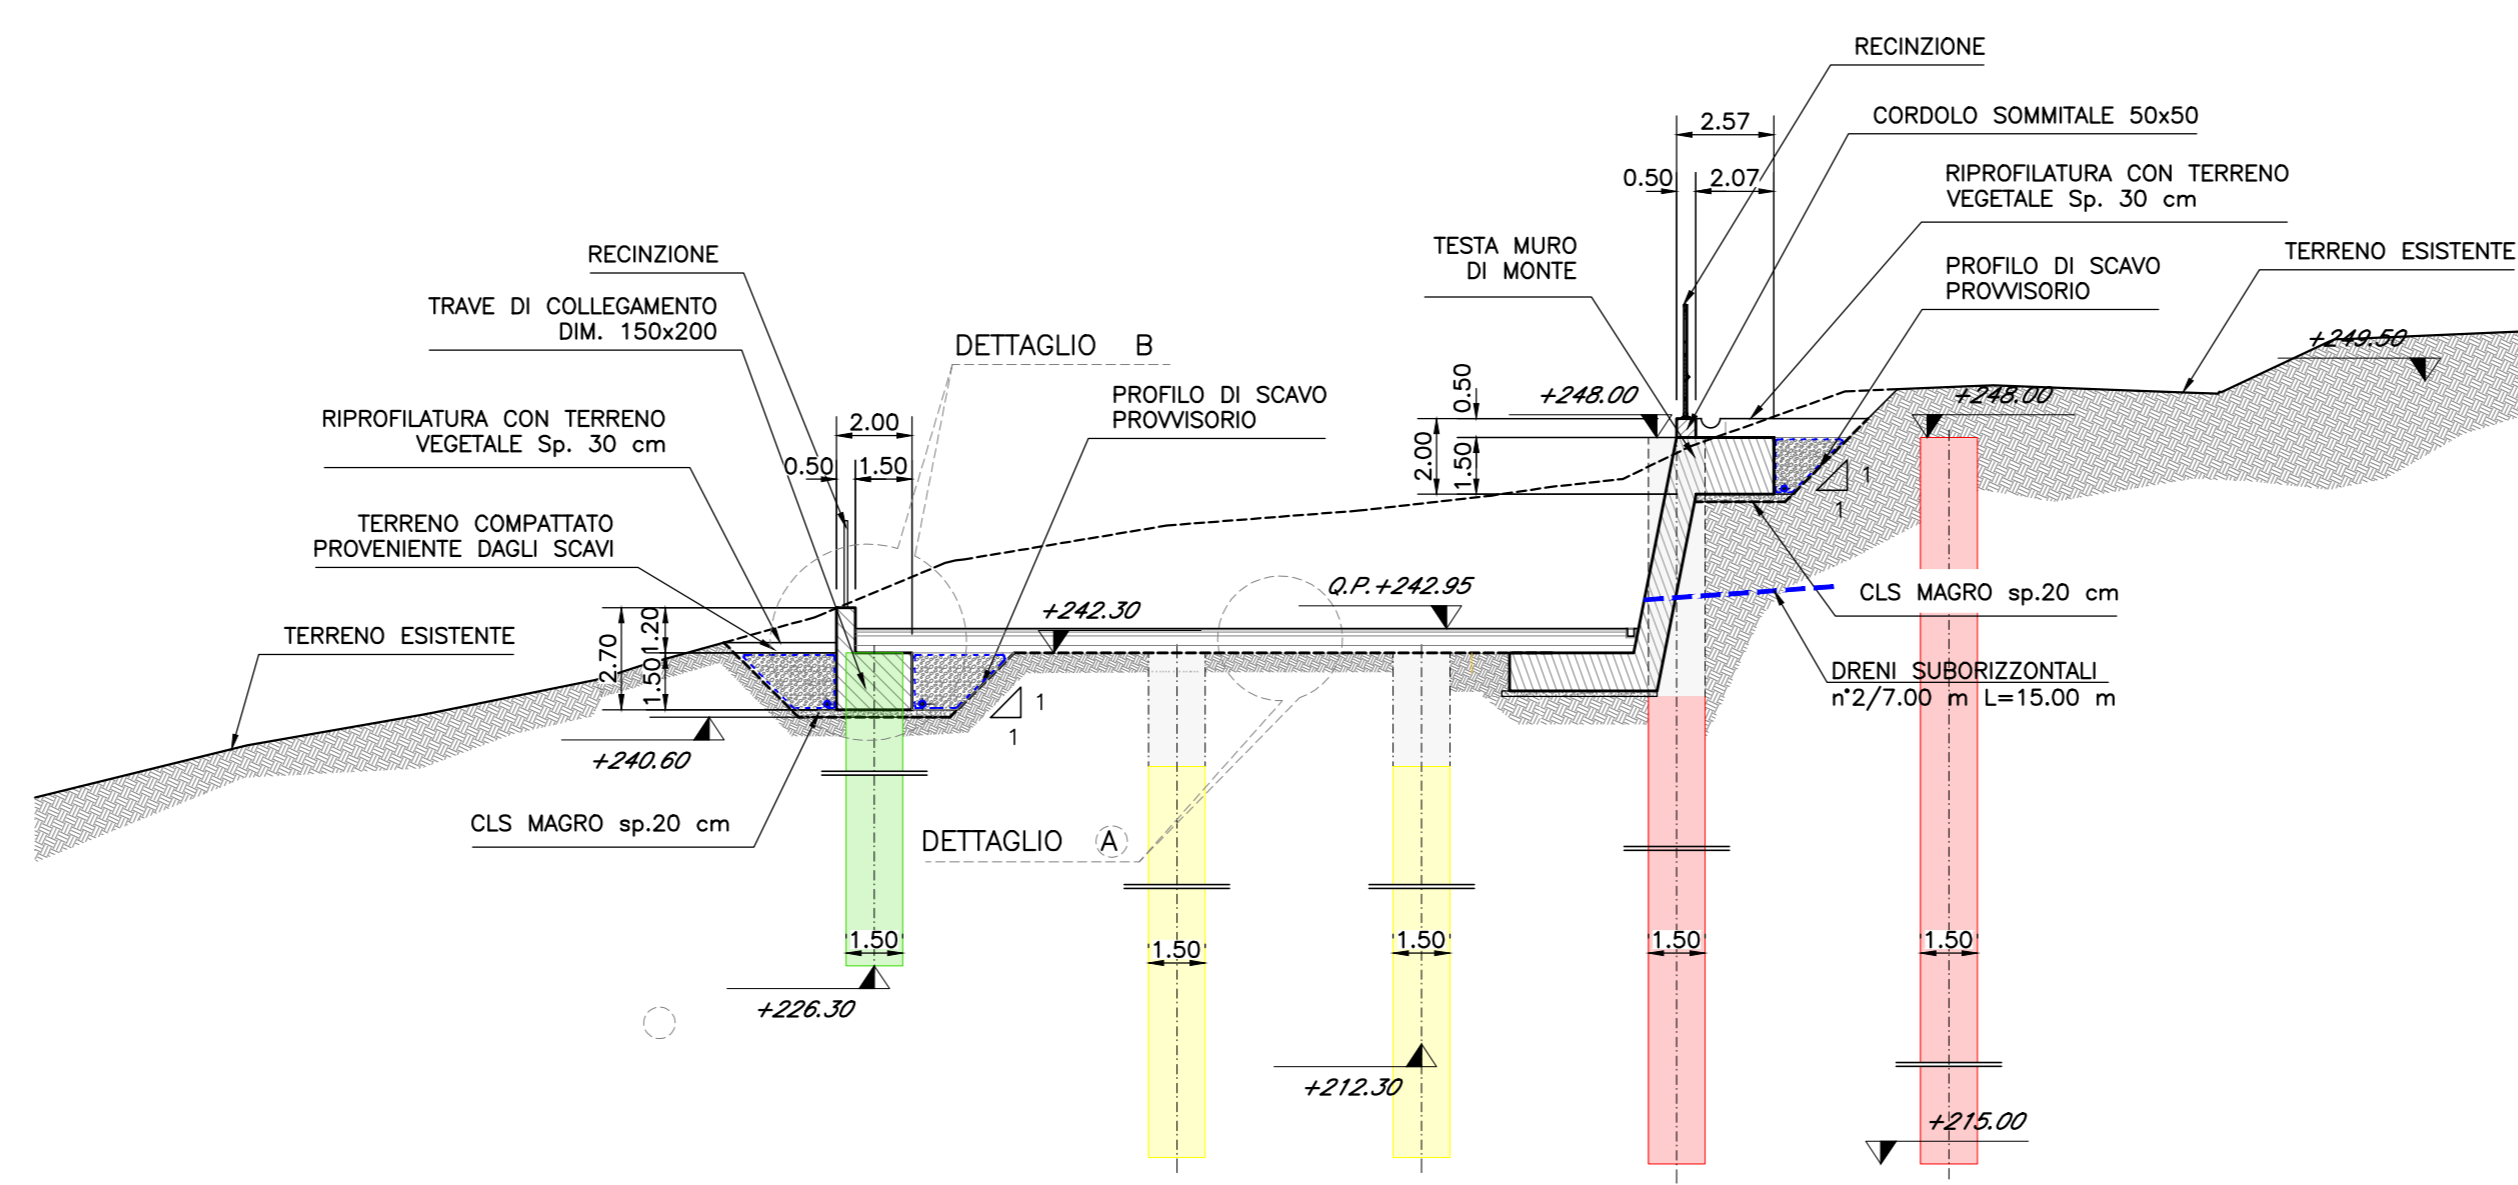 RECINZIONE
CORDOLO SOMMITALE 50x50
2.57
0.50
2.07
RIPROFILATURA CON TERRENO
VEGETALE Sp. 30 cm
TESTA MURO
DI MONTE
TERRENO ESISTENTE
PROFILO DI SCAVO
PROVVISORIO
RECINZIONE
TRAVE DI COLLEGAMENTO
DIM. 150x200
DETTAGLIO B
+249.50
PROFILO DI SCAVO
PROVVISORIO
0.50
+248.00
+248.00
RIPROFILATURA CON TERRENO
VEGETALE Sp. 30 cm
2.00
0.50
1.50
2.00
1.50
1
1
TERRENO COMPATTATO
PROVENIENTE DAGLI SCAVI
Q.P.+242.95
+242.30
CLS MAGRO sp.20 cm
TERRENO ESISTENTE
2.70
1.20
1.50
1
1
DRENI SUBORIZZONTALI
n°2/7.00 m L=15.00 m
+240.60
CLS MAGRO sp.20 cm
DETTAGLIO A
1.50
1.50
1.50
1.50
1.50
+226.30
+212.30
+215.00